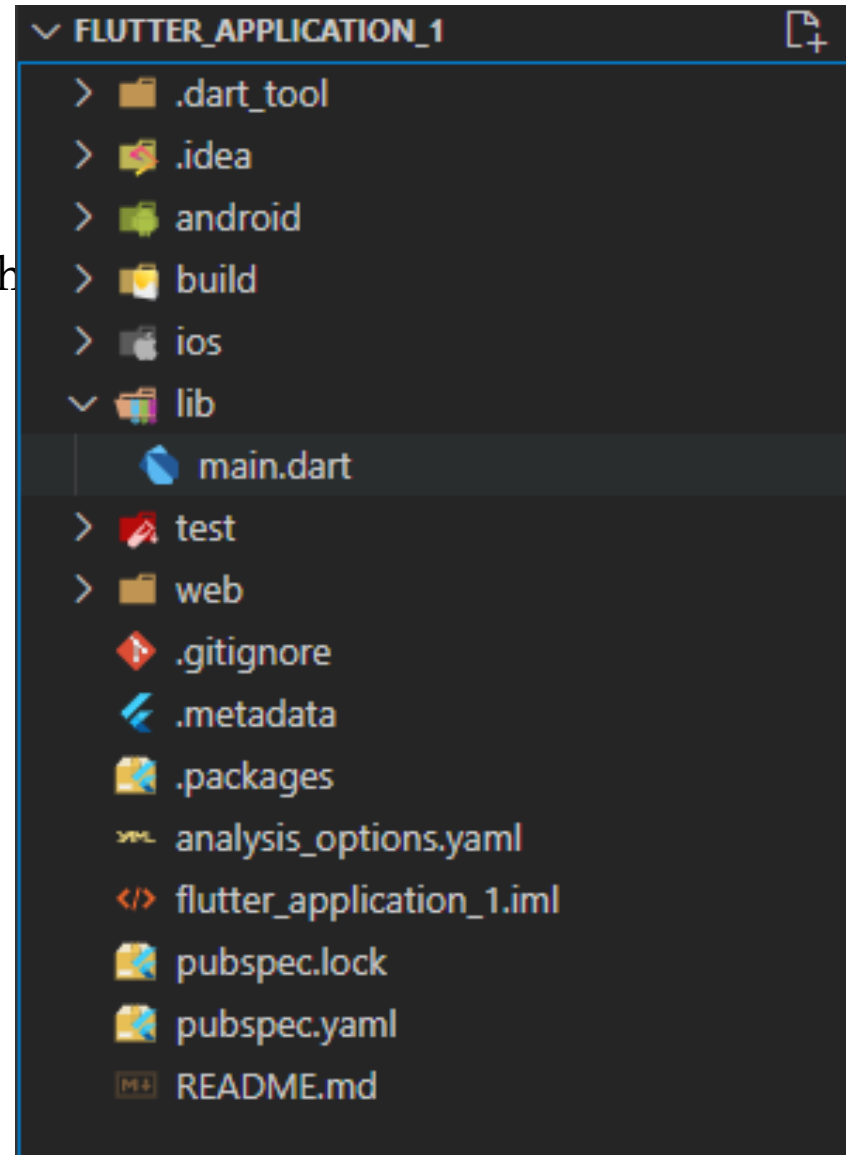 FLUTTER_APPLICATION_1
.dart_tool
.idea
android
h
build
ios
lib
main.dart
test
web
.gitignore
.metadata
.packages
analysis_options.yaml
flutter_application_1.iml
pubspec.lock
pubspec.yaml
README.md